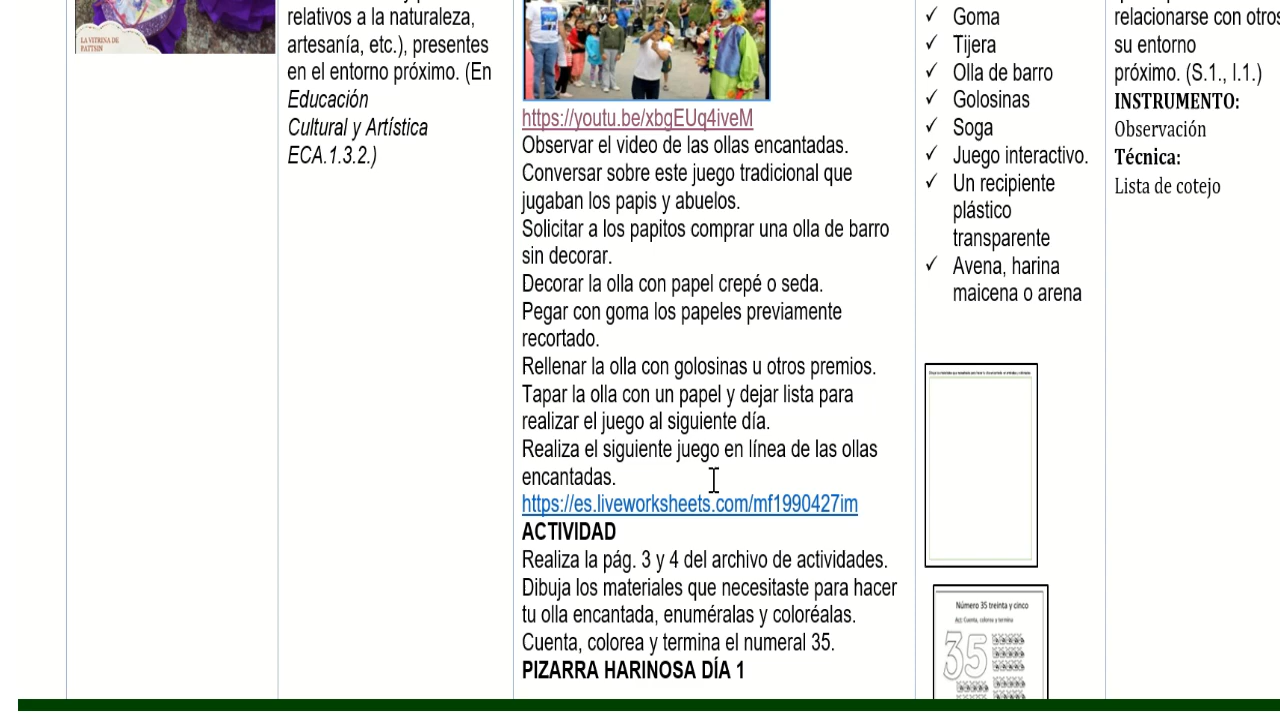 LA VITRINA DE
PATTSIN
relativos a la naturaleza,
artesanía, etc.), presentes
en el entorno próximo. (En
Educación
Cultural y Artística
ECA.1.3.2.)
https://youtu.be/xbgEUq4iveM
Observar el video de las ollas encantadas.
Conversar sobre este juego tradicional que
jugaban los papis y abuelos.
Solicitar a los papitos comprar una olla de barro
sin decorar.
Decorar la olla con papel crepé o seda.
Pegar con goma los papeles previamente
recortado.
Rellenar la olla con golosinas u otros premios.
Tapar la olla con un papel y dejar lista para
realizar el juego al siguiente día.
Realiza el siguiente juego en línea de las ollas
encantadas.
https://es.liveworksheets.com/mf1990427im
ACTIVIDAD
Realiza la pág. 3 y 4 del archivo de actividades.
Dibuja los materiales que necesitaste para hacer
tu olla encantada, enuméralas y coloréalas.
Cuenta, colorea y termina el numeral 35.
PIZARRA HARINOSA DÍA 1
✓ Goma
✓ Tijera
✓ Olla de barro
✓ Golosinas
✓ Soga
✓ Juego interactivo.
✓ Un recipiente
plástico
transparente
✓ Avena, harina
maicena o arena
Número 35 treinta y cinco
Act: Cuenta, colorea y termina
35
relacionarse con otros
su entorno
próximo. (S.1., I.1.)
INSTRUMENTO:
Observación
Técnica:
Lista de cotejo